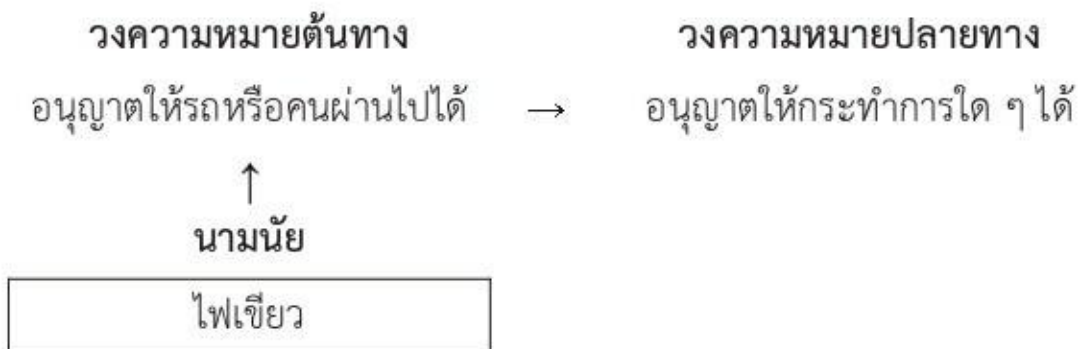 วงความหมายต้นทาง วงความหมายปลายทาง
อนุญาตให้รถหรือคนผ่านไปได้ → อนุญาตให้กระทำการใด ๆ ได้
↑
นามนัย
ไฟเขียว